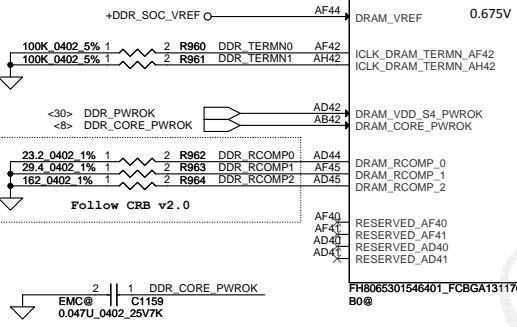 +DDR_SOC_VREF AF44 DRAM_VREF 0.675V
100K_0402_5% 1 2 R960 DDR_TERMN0 AF42 ICLK_DRAM_TERMN_AF42
100K_0402_5% 1 2 R961 DDR_TERMN1 AH42 ICLK_DRAM_TERMN_AH42
<30> DDR_PWROK AD42 DRAM_VDD_S4_PWROK
<8> DDR_CORE_PWROK AB42 DRAM_CORE_PWROK
23.2_0402_1% 1 2 R962 DDR_RCOMP0 AD44 DRAM_RCOMP_0
29.4_0402_1% 1 2 R963 DDR_RCOMP1 AF45 DRAM_RCOMP_1
162_0402_1% 1 2 R964 DDR_RCOMP2 AD45 DRAM_RCOMP_2
Follow CRB v2.0
AF40 RESERVED_AF40
AF41 RESERVED_AF41
AD40 RESERVED_AD40
AD41 RESERVED_AD41
2 1 DDR_CORE_PWROK
EMC@ C1159
0.047U_0402_25V7K
FH8065301546401_FCBGA131170
B0@